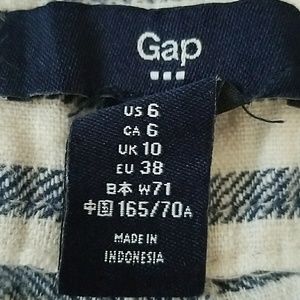 Gap
US 6
CA 6
UK 10
EU 38
日本 W71
中国 165/70A
MADE IN
INDONESIA